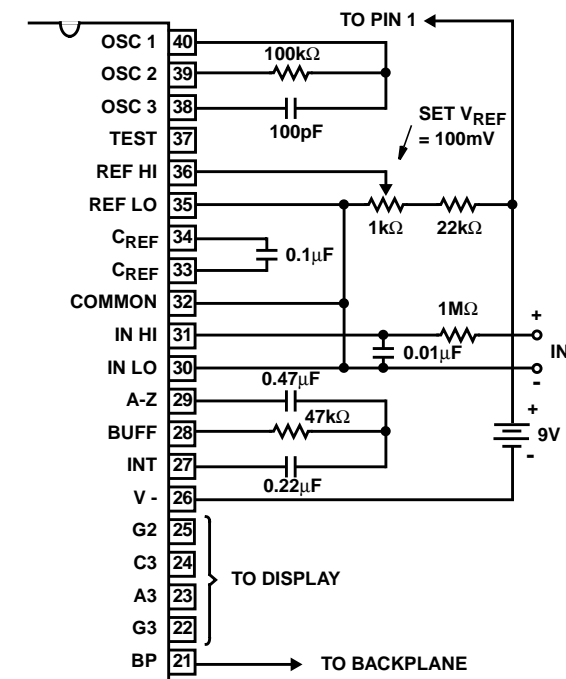 TO PIN 1
OSC 1 40
100kΩ
OSC 2 39
OSC 3 38
100pF
SET VREF
= 100mV
TEST 37
REF HI 36
REF LO 35
1kΩ 22kΩ
CREF 34
0.1µF
CREF 33
COMMON 32
1MΩ
+
IN HI 31
0.01µF
IN
IN LO 30
-
0.47µF
A-Z 29
+
47kΩ
BUFF 28
9V
-
INT 27
0.22µF
V - 26
G2 25
C3 24
TO DISPLAY
A3 23
G3 22
BP 21
TO BACKPLANE